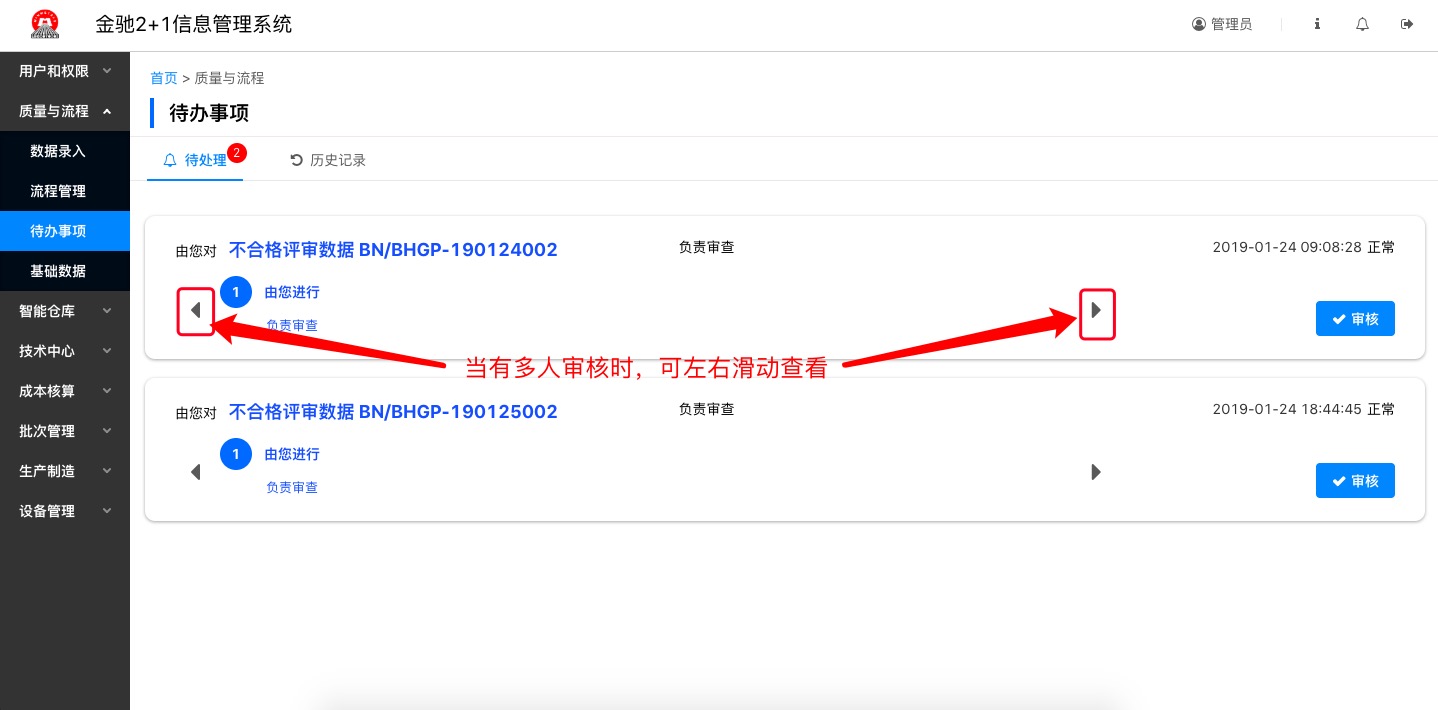 金驰2+1信息管理系统
管理员
用户和权限
质量与流程
数据录入
流程管理
待办事项
基础数据
智能仓库
技术中心
成本核算
批次管理
生产制造
设备管理
首页 > 质量与流程
待办事项
待处理 2
历史记录
由您对 不合格评审数据 BN/BHGP-190124002 负责审查 2019-01-24 09:08:28 正常
1 由您进行
负责审查
审核
当有多人审核时，可左右滑动查看
由您对 不合格评审数据 BN/BHGP-190125002 负责审查 2019-01-24 18:44:45 正常
1 由您进行
负责审查
审核